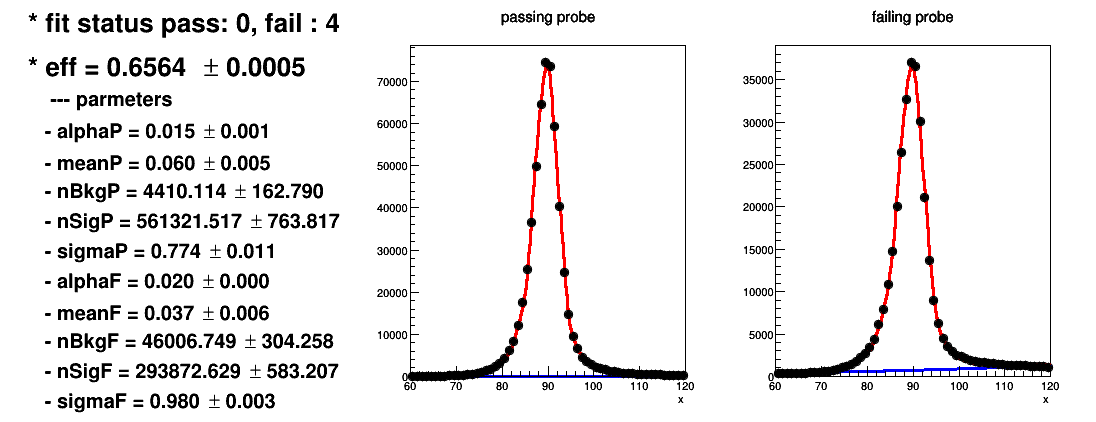 * fit status pass: 0, fail : 4
* eff = 0.6564 ± 0.0005
--- parmeters
- alphaP = 0.015 ± 0.001
- meanP = 0.060 ± 0.005
- nBkgP = 4410.114 ± 162.790
- nSigP = 561321.517 ± 763.817
- sigmaP = 0.774 ± 0.011
- alphaF = 0.020 ± 0.000
- meanF = 0.037 ± 0.006
- nBkgF = 46006.749 ± 304.258
- nSigF = 293872.629 ± 583.207
- sigmaF = 0.980 ± 0.003
passing probe
70000
60000
50000
40000
30000
20000
10000
0
60 70 80 90 100 110 120
x
failing probe
35000
30000
25000
20000
15000
10000
5000
0
60 70 80 90 100 110 120
x